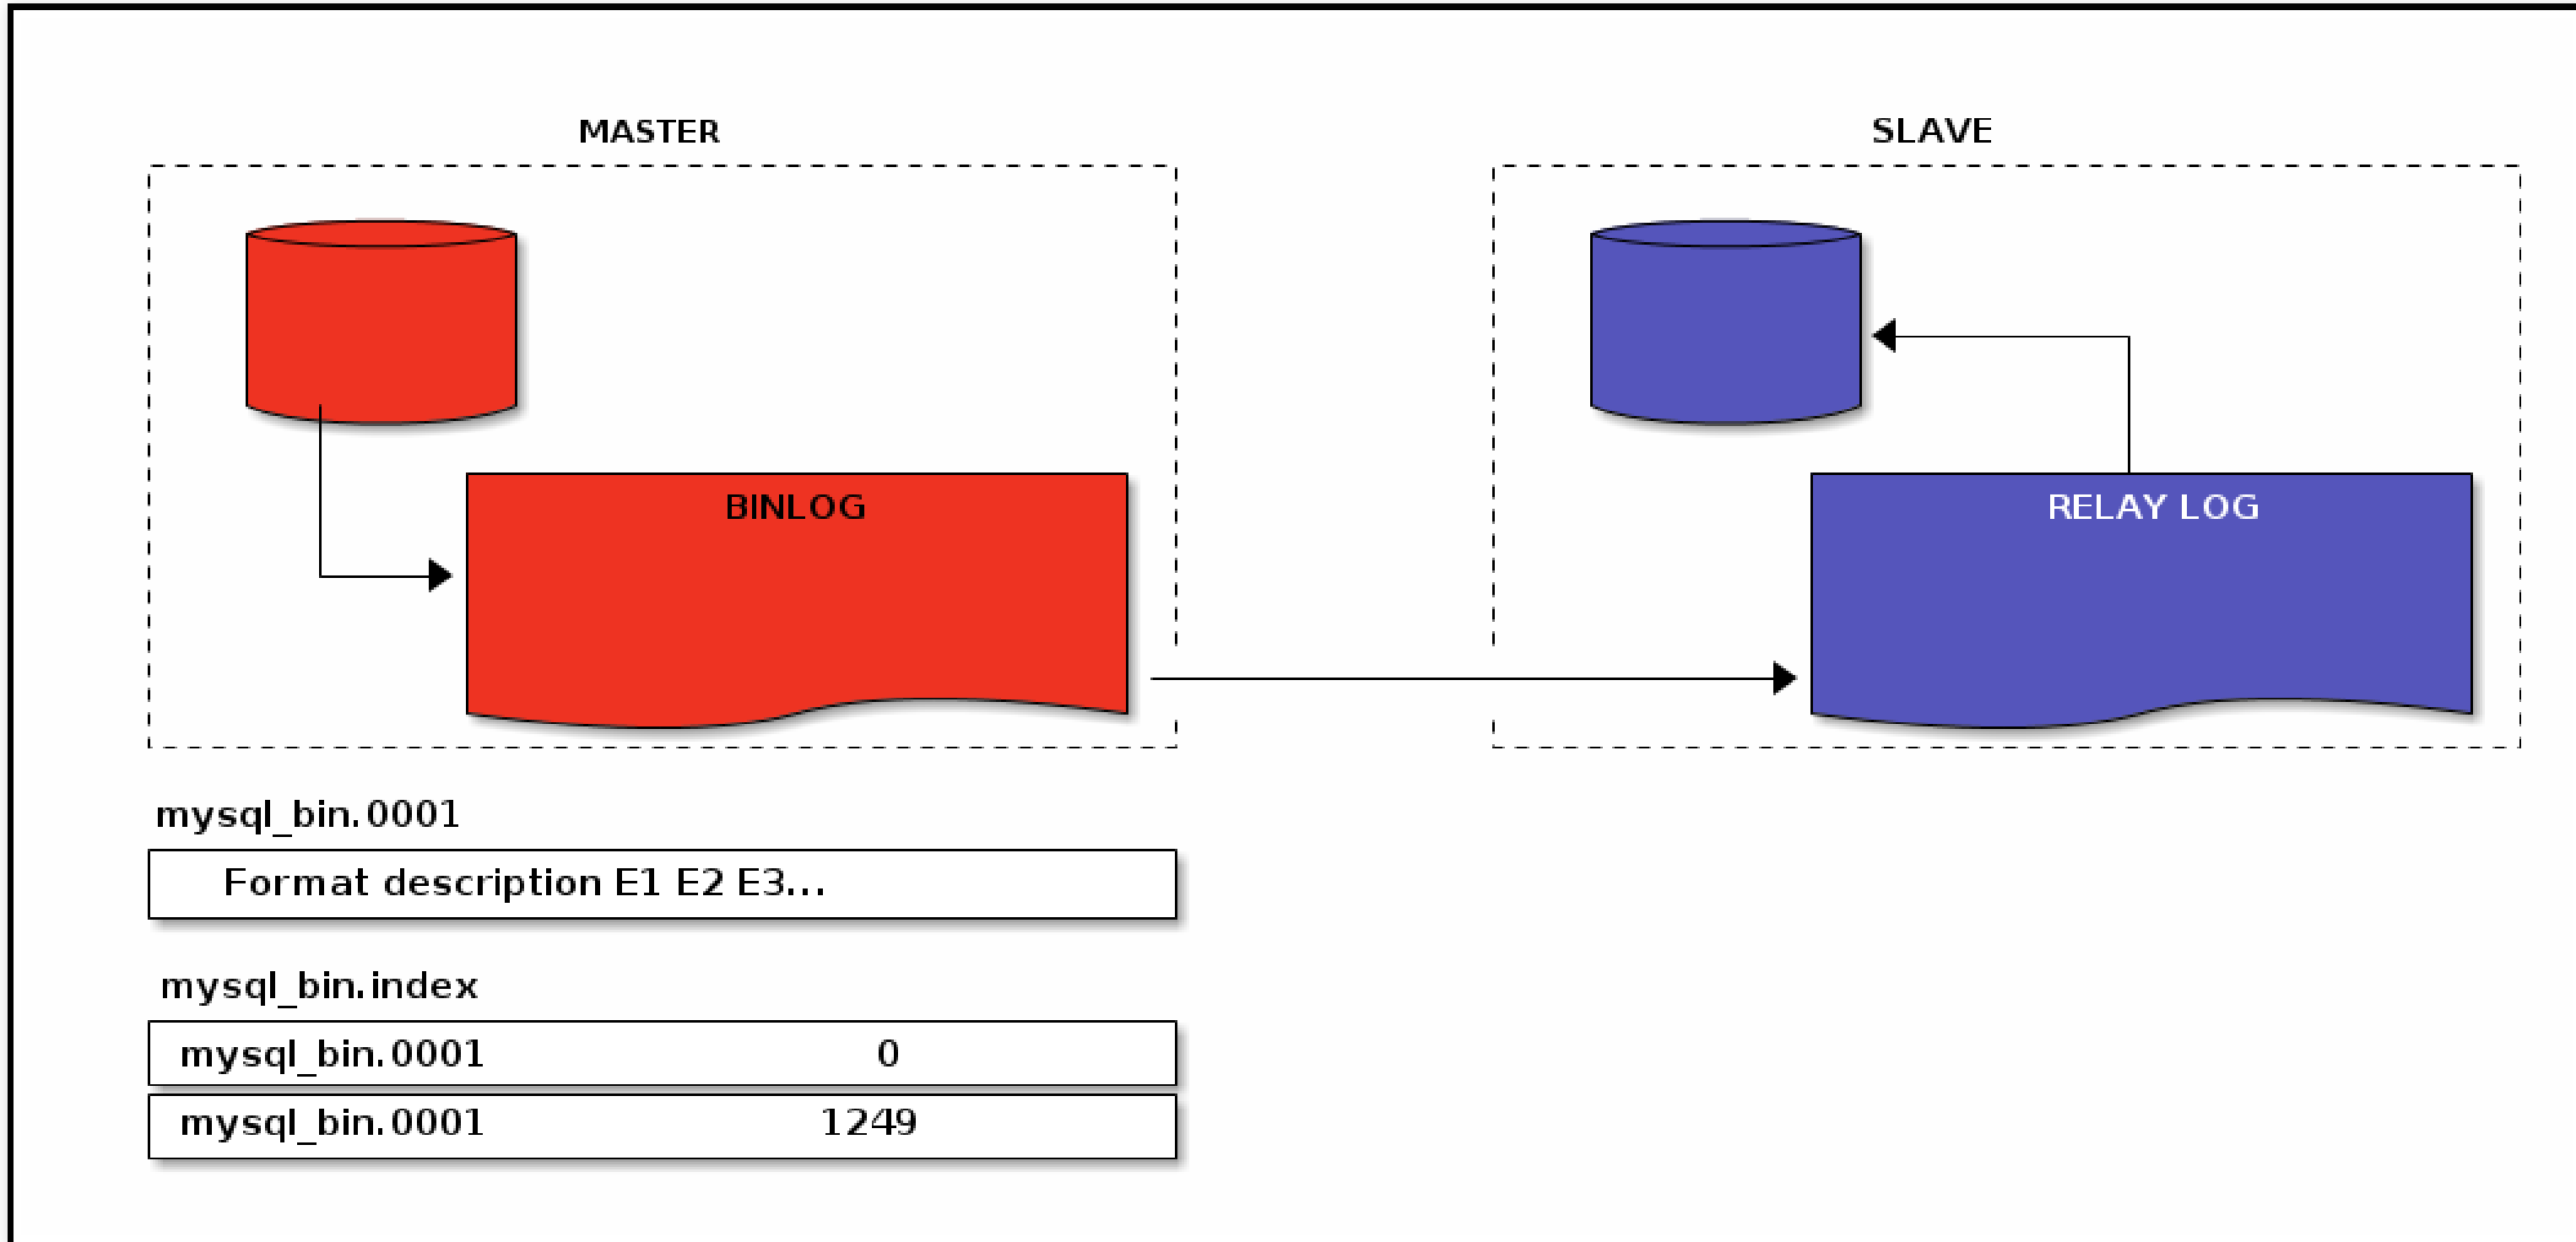 MASTER
SLAVE
BINLOG
RELAY LOG
mysql_bin.0001
Format description E1 E2 E3...
mysql_bin.index
mysql_bin.0001 0
mysql_bin.0001 1249